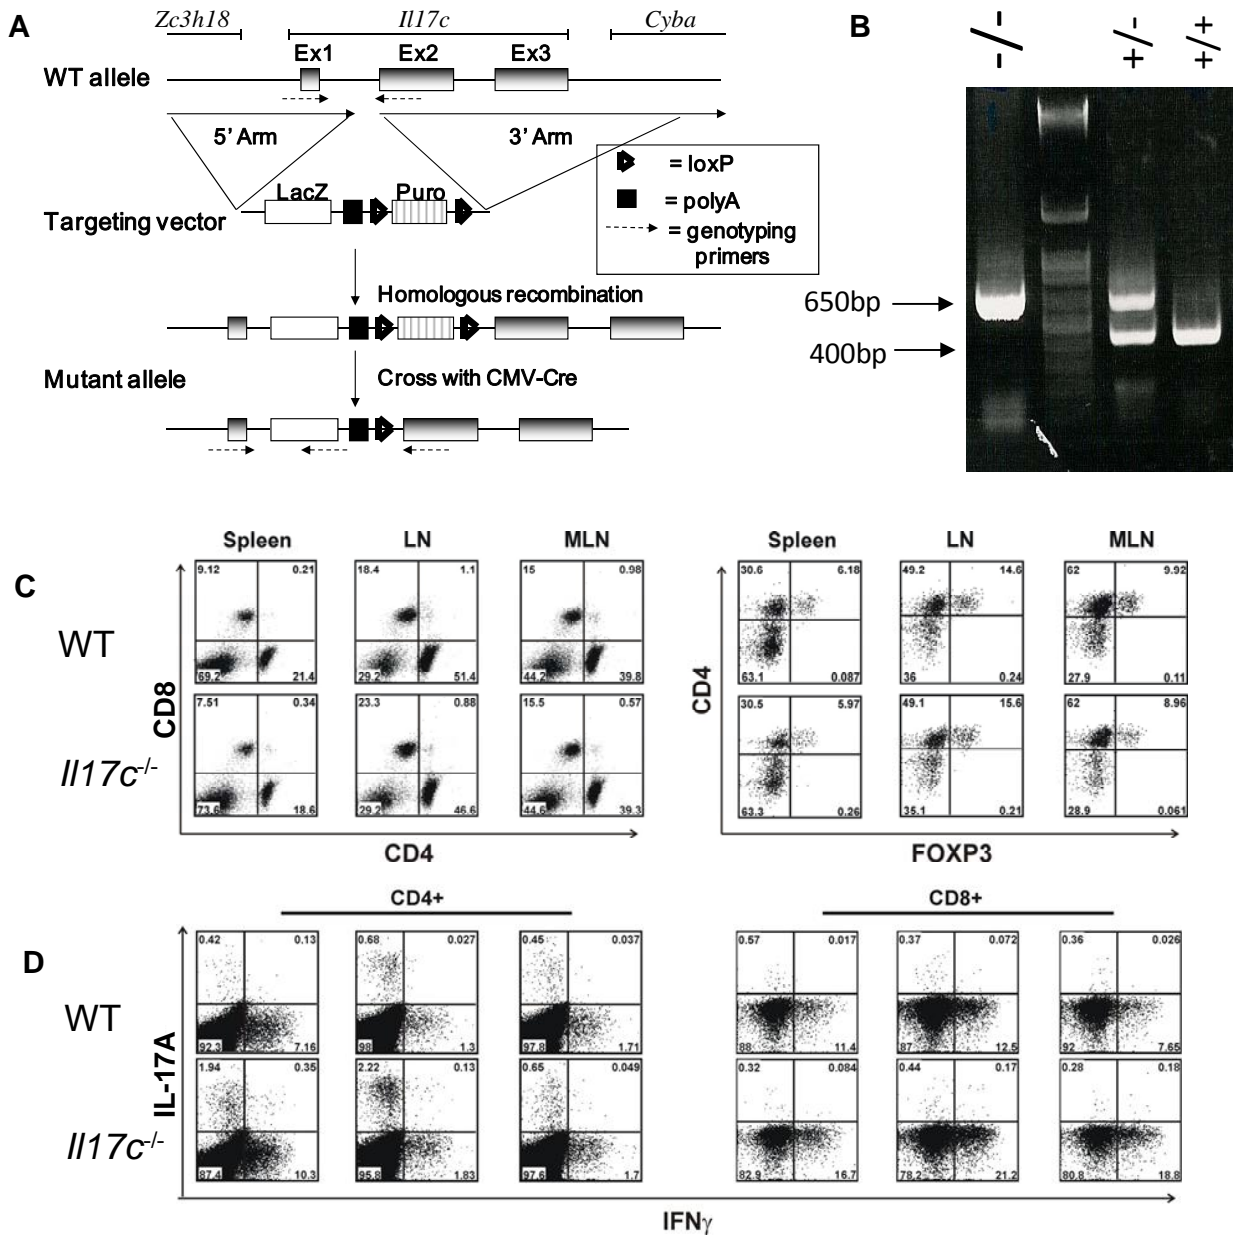 A
Zc3h18 Il17c Cyba
Ex1 Ex2 Ex3
WT allele
5’ Arm 3’ Arm
LacZ Puro
Targeting vector
= loxP
= polyA
= genotyping
primers
Homologous recombination
Mutant allele
Cross with CMV-Cre
B
-/- +/- +/+
650bp
400bp
C
Spleen LN MLN Spleen LN MLN
WT
9.12 0.21 18.4 1.1 15 0.98 30.6 6.18 49.2 14.6 62 9.92
69.2 21.4 29.2 51.4 44.2 39.8 63.1 0.087 36 0.24 27.9 0.11
CD8
CD4
Il17c-/-
7.51 0.34 23.3 0.88 15.5 0.57 30.5 5.97 49.1 15.6 62 8.96
73.6 18.6 29.2 46.6 44.6 39.3 63.3 0.26 35.1 0.21 28.9 0.061
CD4 FOXP3
D
CD4+ CD8+
WT
0.42 0.13 0.68 0.027 0.45 0.037 0.57 0.017 0.37 0.072 0.36 0.026
92.3 7.16 98 1.3 97.8 1.71 88 11.4 87 12.5 92 7.65
IL-17A
Il17c-/-
1.94 0.35 2.22 0.13 0.65 0.049 0.32 0.084 0.44 0.17 0.28 0.18
87.4 10.3 95.8 1.83 97.6 1.7 82.9 16.7 78.2 21.2 80.8 18.8
IFNγ